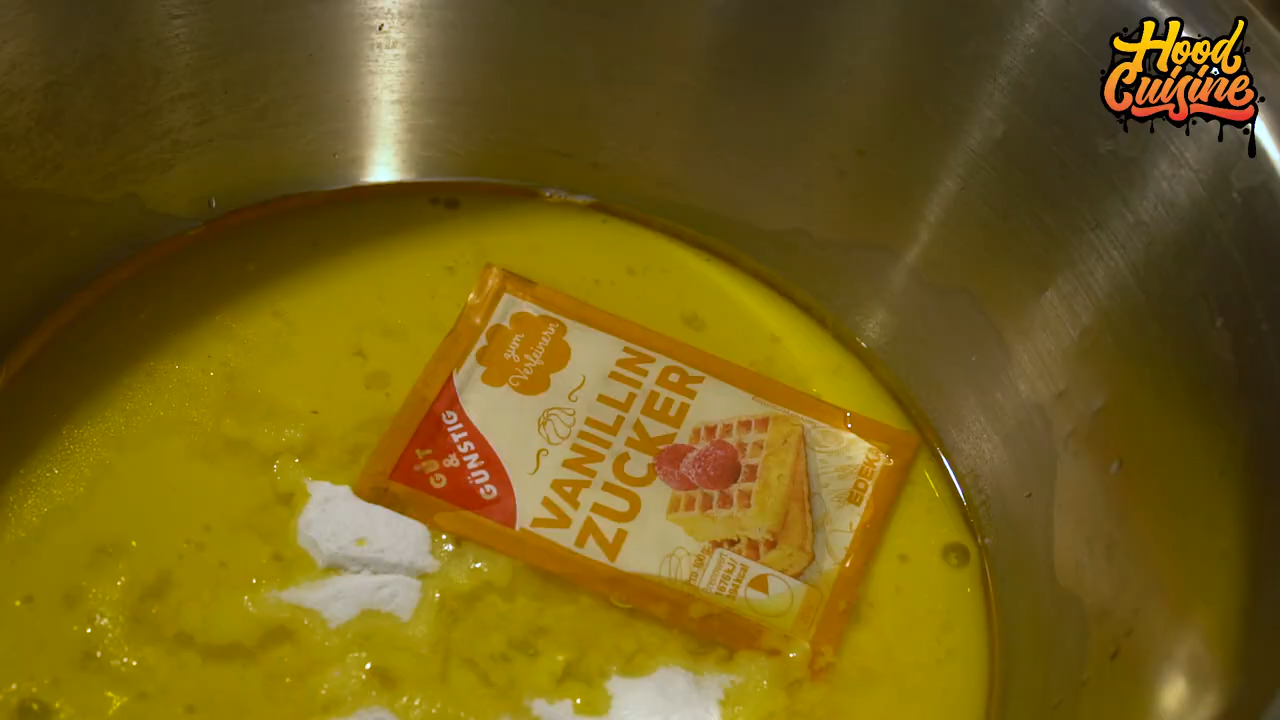 Hood
Cuisine
zum
Verfeinern
GUT
&
GÜNSTIG
VANILLIN
ZUCKER
EDEKA